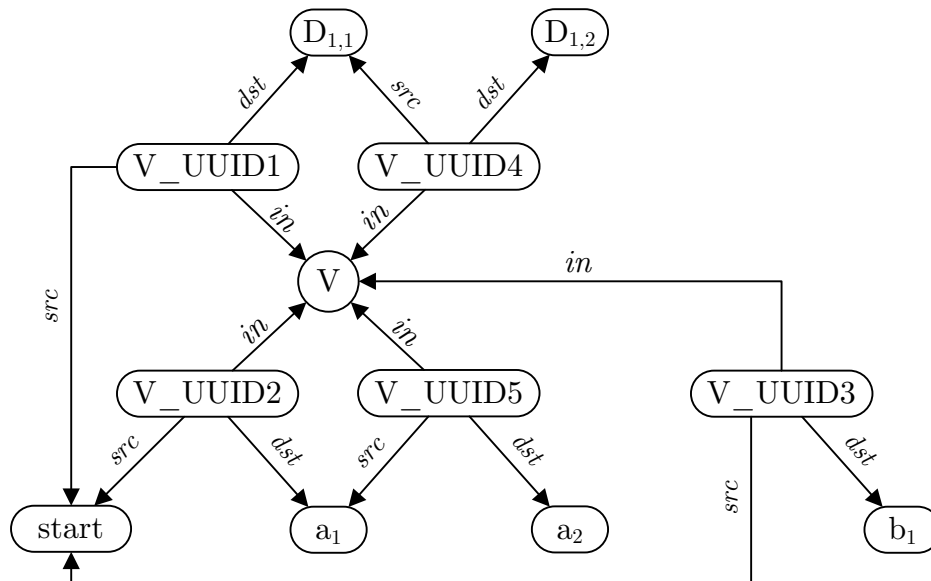 D1,1
D1,2
dst
src
dst
V_UUID1
V_UUID4
in
in
in
V
src
in
in
V_UUID2
V_UUID5
V_UUID3
src
dst
src
dst
src
dst
start
a1
a2
b1